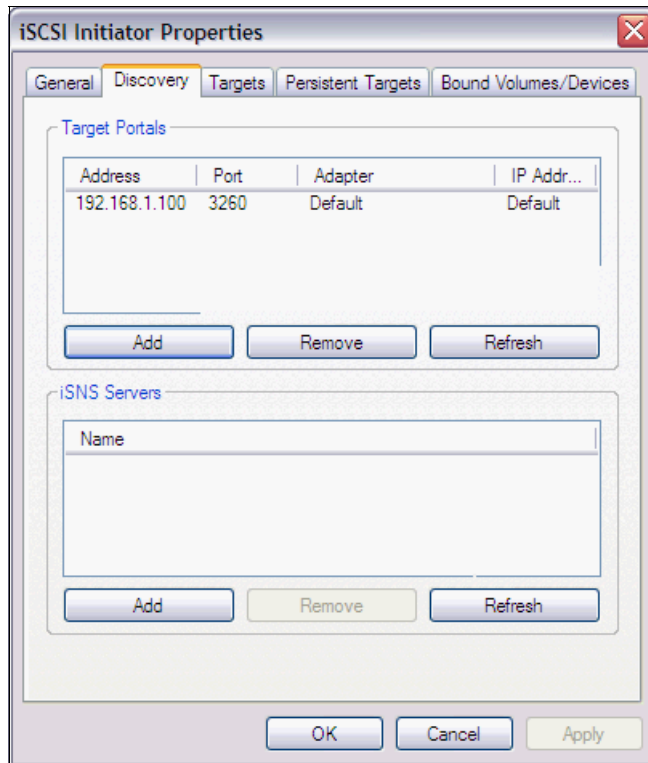 iSCSI Initiator Properties
General Discovery Targets Persistent Targets Bound Volumes/Devices
Target Portals
Address Port Adapter IP Addr...
192.168.1.100 3260 Default Default
Add Remove Refresh
iSNS Servers
Name
Add Remove Refresh
OK Cancel Apply